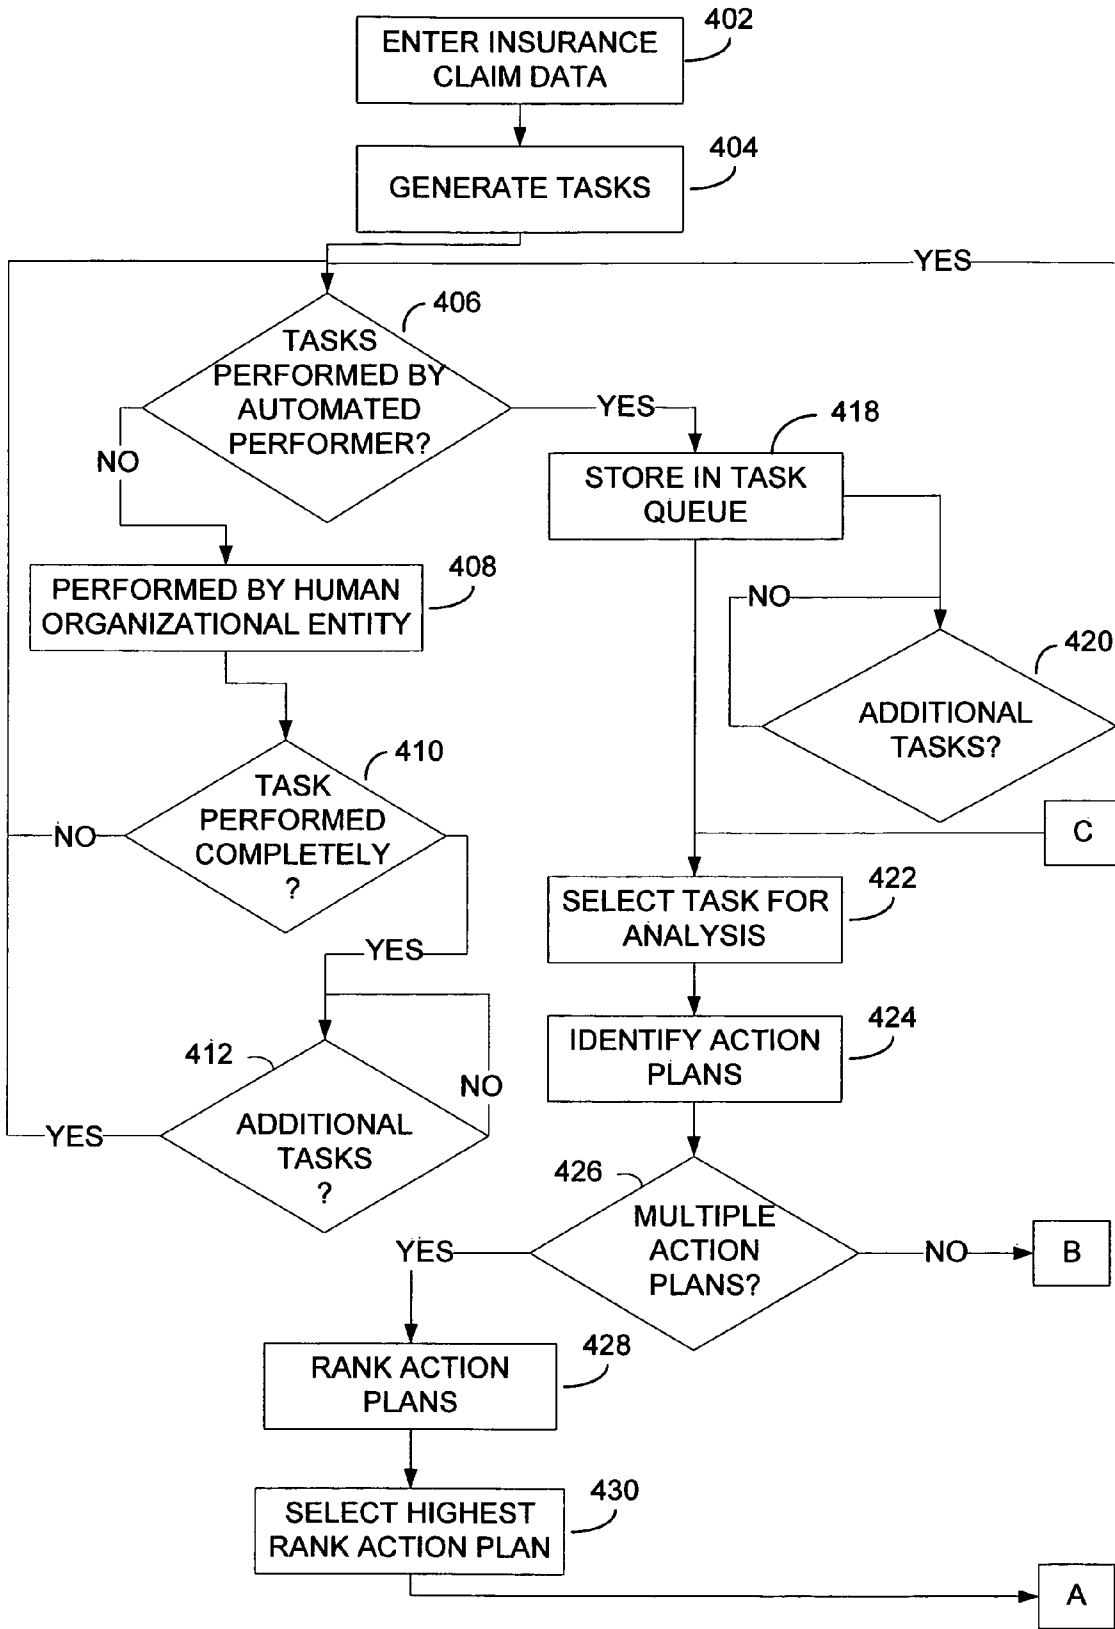 ENTER INSURANCE
CLAIM DATA
402
GENERATE TASKS
404
YES
406
TASKS
PERFORMED BY
AUTOMATED
PERFORMER?
YES
NO
418
STORE IN TASK
QUEUE
PERFORMED BY HUMAN
ORGANIZATIONAL ENTITY
408
NO
420
ADDITIONAL
TASKS?
410
TASK
PERFORMED
COMPLETELY
?
NO
C
YES
SELECT TASK FOR
ANALYSIS
422
412
NO
ADDITIONAL
TASKS
?
YES
IDENTIFY ACTION
PLANS
424
426
MULTIPLE
ACTION
PLANS?
YES
NO
B
RANK ACTION
PLANS
428
SELECT HIGHEST
RANK ACTION PLAN
430
A